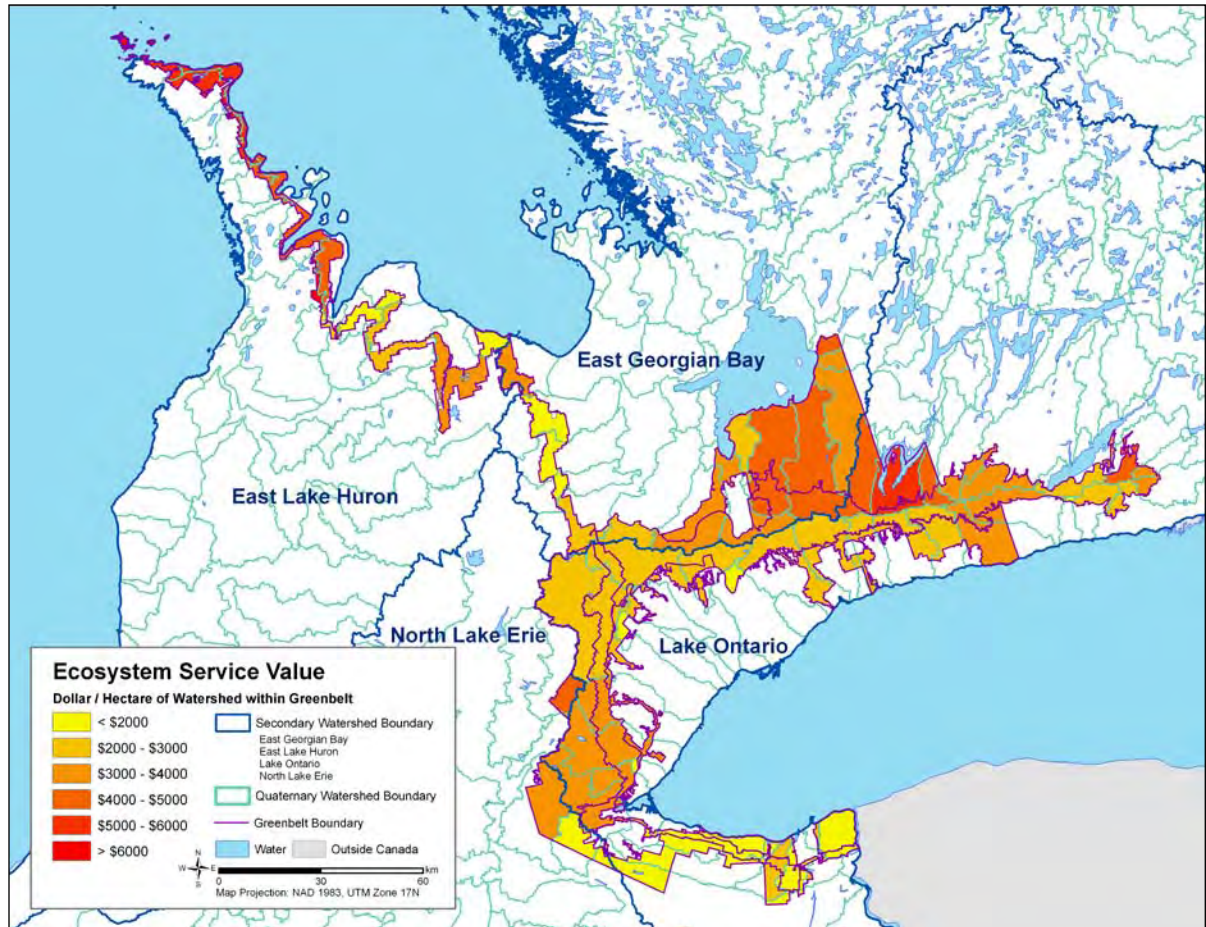 East Georgian Bay
East Lake Huron
North Lake Erie
Lake Ontario
Ecosystem Service Value
Dollar / Hectare of Watershed within Greenbelt
< $2000
$2000 - $3000
$3000 - $4000
$4000 - $5000
$5000 - $6000
> $6000
Secondary Watershed Boundary
East Georgian Bay
East Lake Huron
Lake Ontario
North Lake Erie
Quaternary Watershed Boundary
Greenbelt Boundary
Water
Outside Canada
N
W E
S
km
0 30 60
Map Projection: NAD 1983, UTM Zone 17N